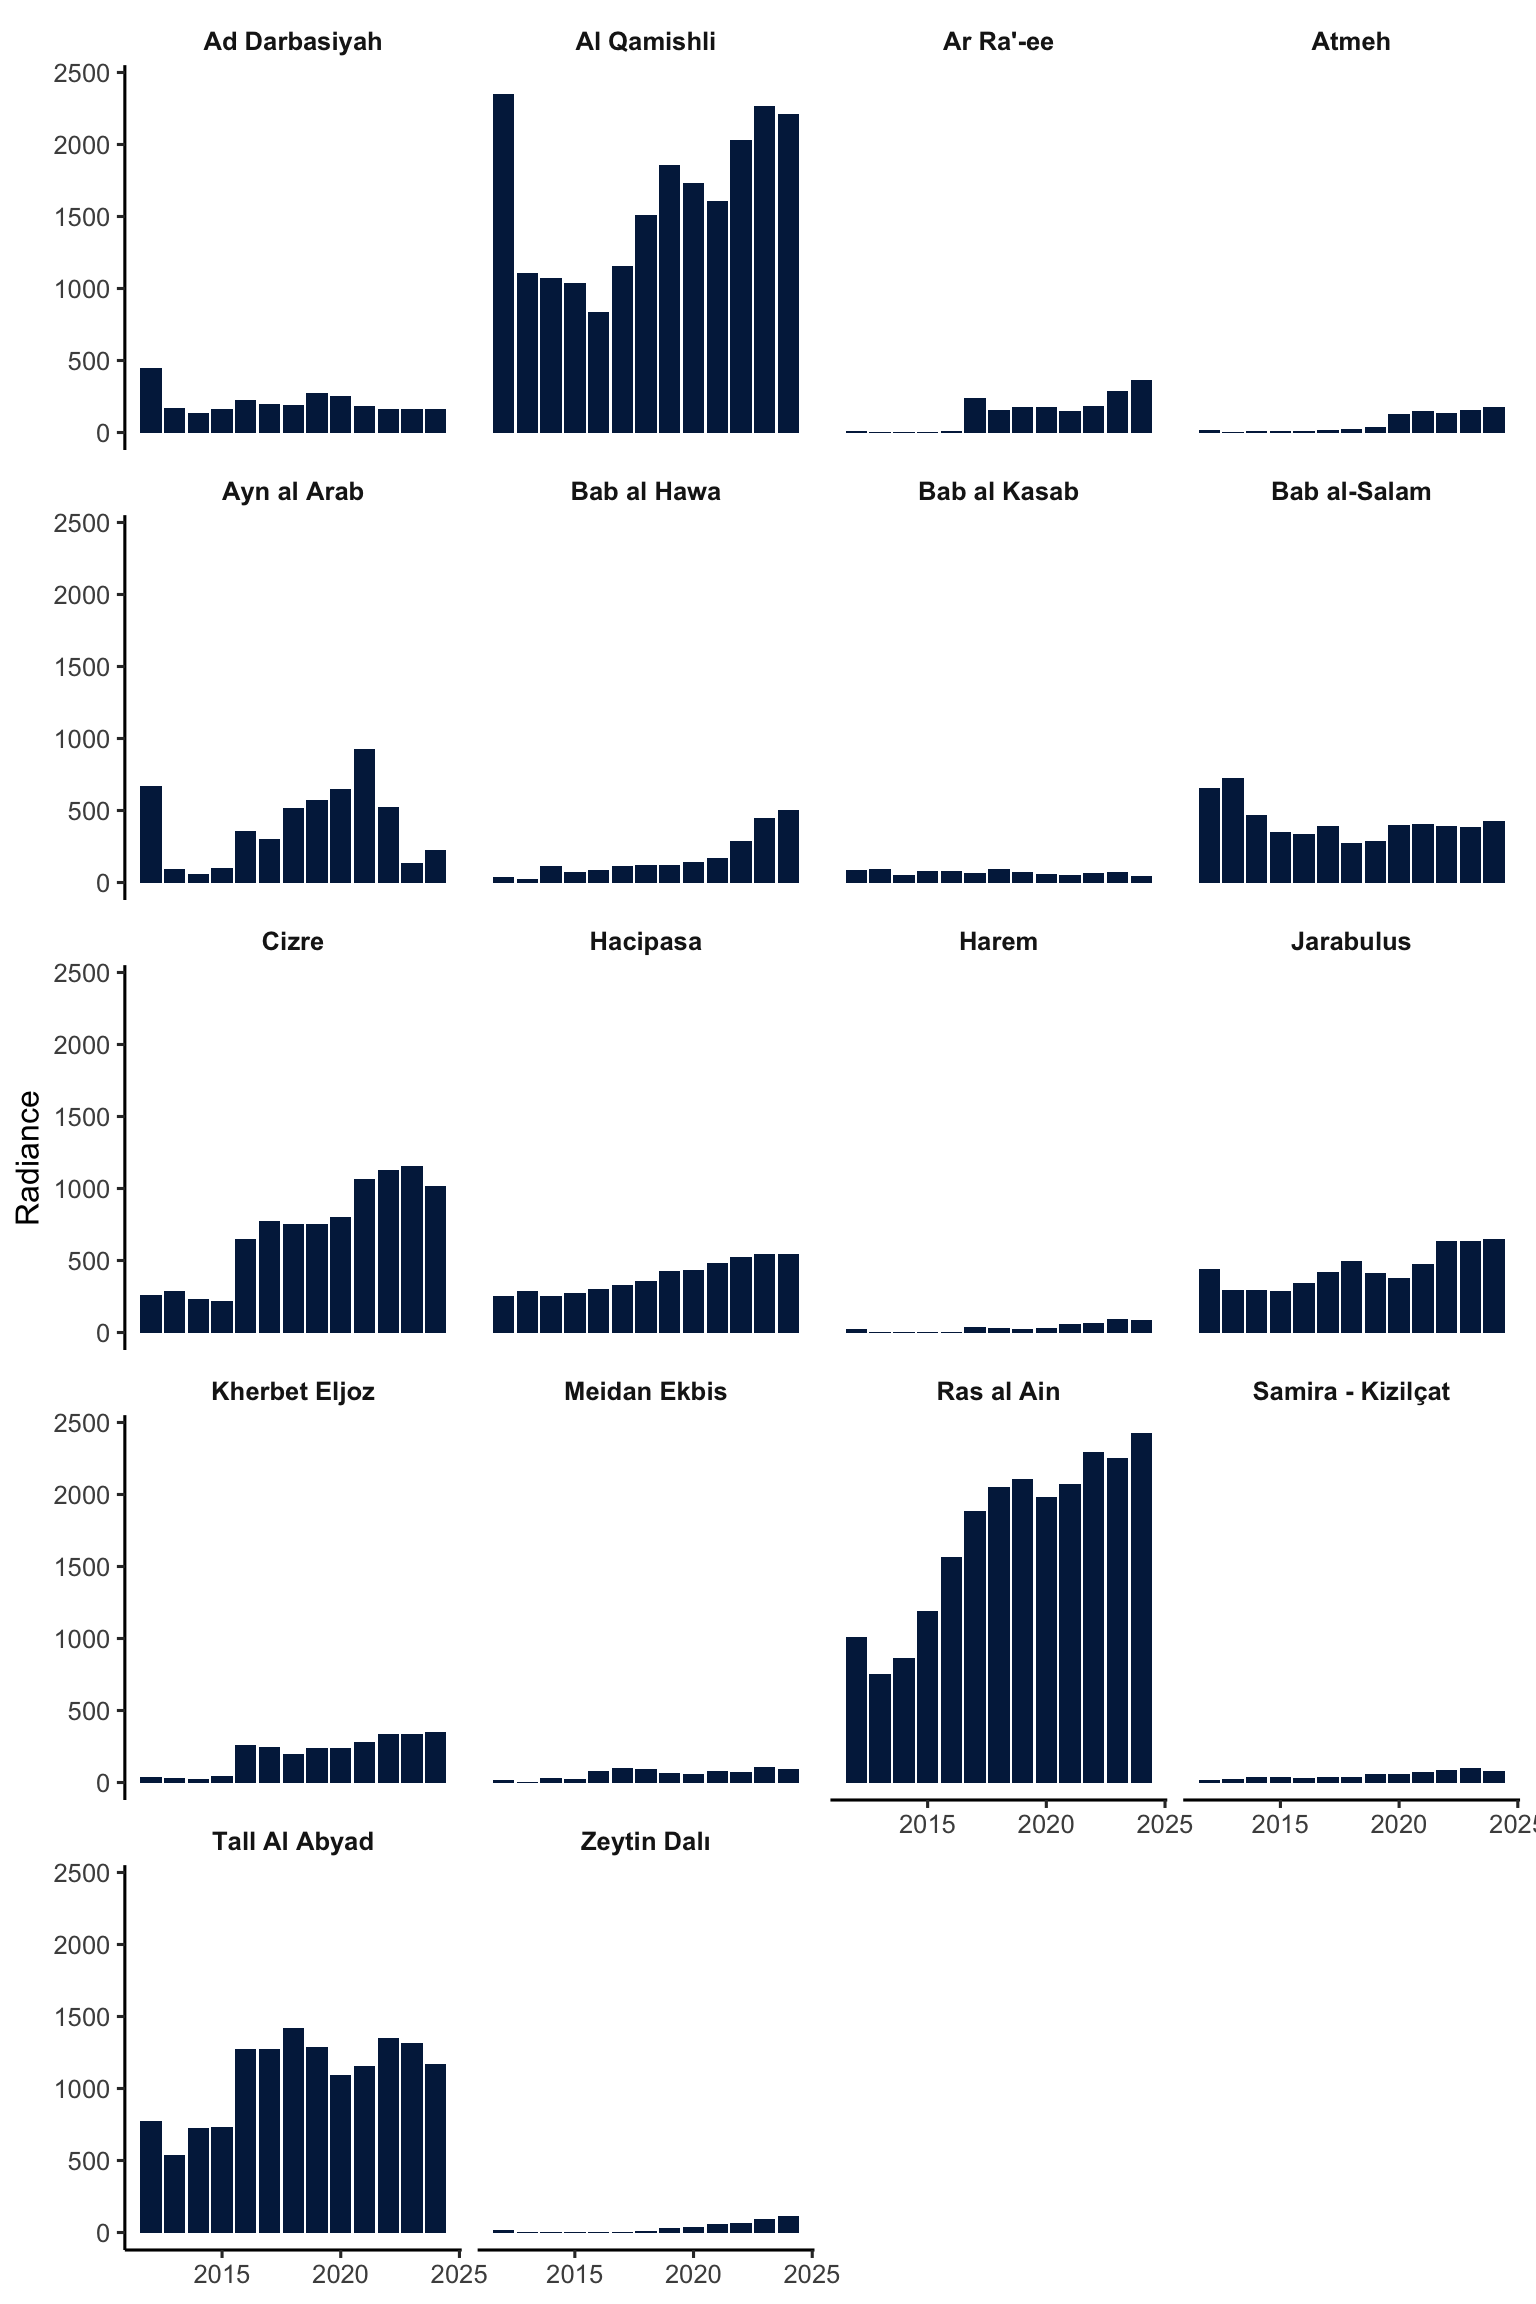 Ad Darbasiyah
Al Qamishli
Ar Ra'-ee
Atmeh
2500
2000
1500
1000
500
0
Ayn al Arab
Bab al Hawa
Bab al Kasab
Bab al-Salam
2500
2000
1500
1000
500
0
Cizre
Hacipasa
Harem
Jarabulus
2500
2000
1500
1000
500
0
Radiance
Kherbet Eljoz
Meidan Ekbis
Ras al Ain
Samira - Kizilçat
2500
2000
1500
1000
500
0
2015 2020 2025
2015 2020 202
Tall Al Abyad
Zeytin Dalı
2500
2000
1500
1000
500
0
2015 2020 2025
2015 2020 2025